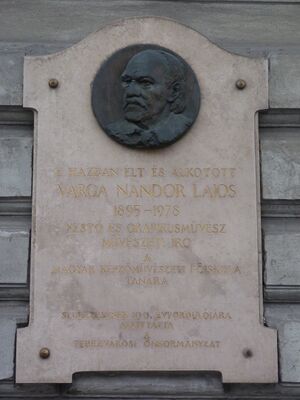 E HÁZBAN ÉLT ÉS ALKOTOTT
VARGA NÁNDOR LAJOS
1895–1978
FESTŐ ÉS GRAFIKUSMŰVÉSZ
MŰVÉSZETI ÍRÓ
A
MAGYAR KÉPZŐMŰVÉSZETI FŐISKOLA
TANÁRA
SZÜLETÉSÉNEK 100. ÉVFORDULÓJÁRA
ÁLLÍTTATTA
A
TERÉZVÁROSI ÖNKORMÁNYZAT